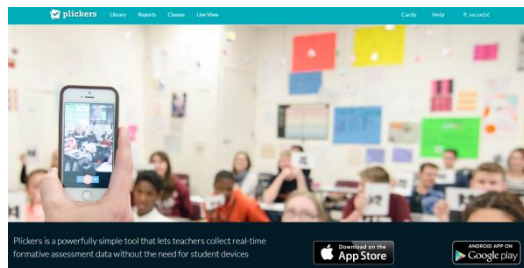 plickers Library Reports Classes Live View Cards Help
Plickers is a powerfully simple tool that lets teachers collect real-time
formative assessment data without the need for student devices
Download on the
App Store
ANDROID APP ON
Google play